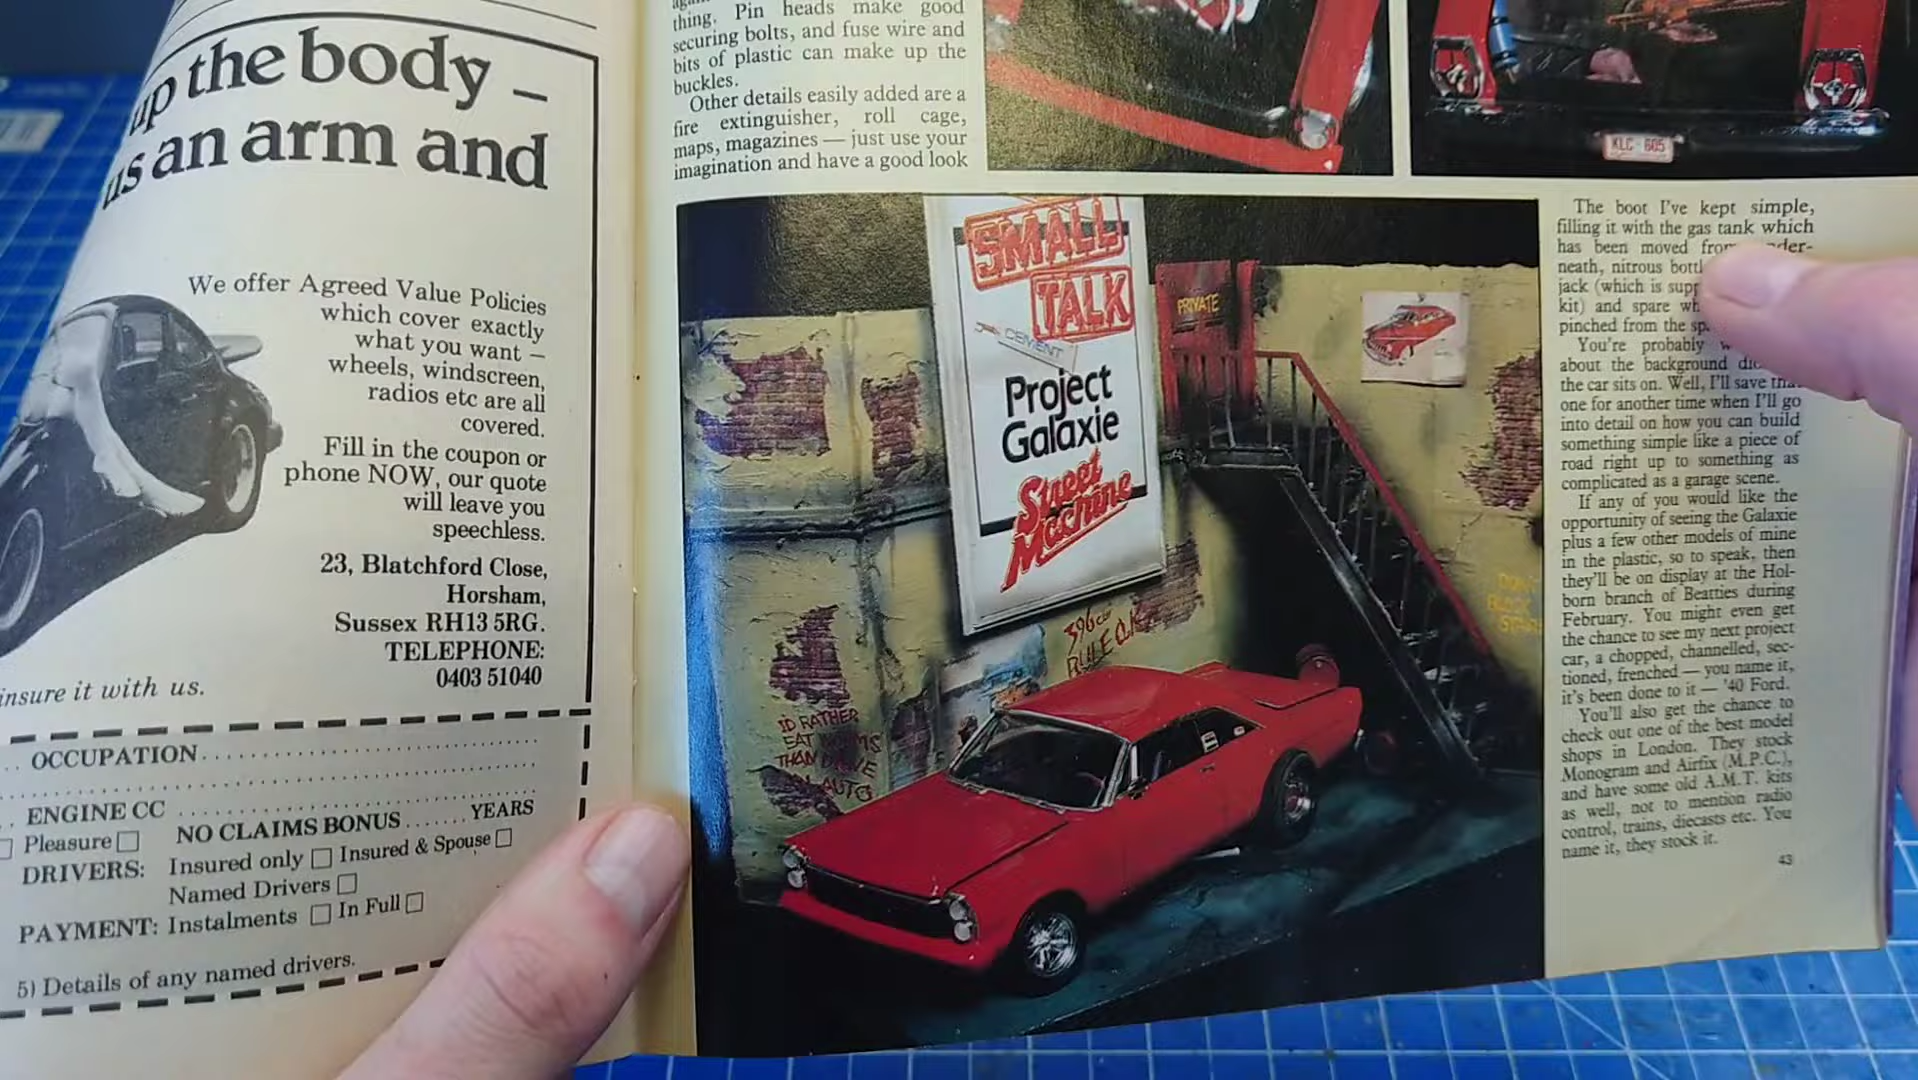 up the body –
us an arm and
We offer Agreed Value Policies
which cover exactly
what you want –
wheels, windscreen,
radios etc are all
covered.
Fill in the coupon or
phone NOW, our quote
will leave you
speechless.
23, Blatchford Close,
Horsham,
Sussex RH13 5RG.
TELEPHONE:
0403 51040
insure it with us.
OCCUPATION
ENGINE CC
Pleasure
NO CLAIMS BONUS ....... YEARS
DRIVERS: Insured only Insured & Spouse
Named Drivers
PAYMENT: Instalments In Full
5) Details of any named drivers.
thing. Pin heads make good
securing bolts, and fuse wire and
bits of plastic can make up the
buckles.
Other details easily added are a
fire extinguisher, roll cage,
maps, magazines — just use your
imagination and have a good look
KLC·605
SMALL
TALK
CEMENT
Project
Galaxie
Street
Machine
PRIVATE
396cc
RULE O.K.
I'D RATHER
EAT
THAN
AUTO
The boot I've kept simple,
filling it with the gas tank which
has been moved
neath, nitrous
jack (which is
kit) and spare
pinched from the
You're probably
about the background
the car sits on. Well, I'll save
one for another time when I'll go
into detail on how you can build
something simple like a piece of
road right up to something as
complicated as a garage scene.
If any of you would like the
opportunity of seeing the Galaxie
plus a few other models of mine
in the plastic, so to speak, then
they'll be on display at the Hol-
born branch of Beatties during
February. You might even get
the chance to see my next project
car, a chopped, channelled, sec-
tioned, frenched — you name it,
it's been done to it — '40 Ford.
You'll also get the chance to
check out one of the best model
shops in London. They stock
Monogram and Airfix (M.P.C.),
and have some old A.M.T. kits
as well, not to mention radio
control, trains, diecasts etc. You
name it, they stock it.
43